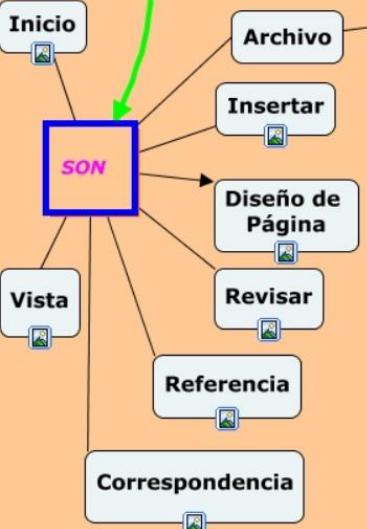 Inicio
Archivo
Insertar
SON
Diseño de
Página
Vista
Revisar
Referencia
Correspondencia